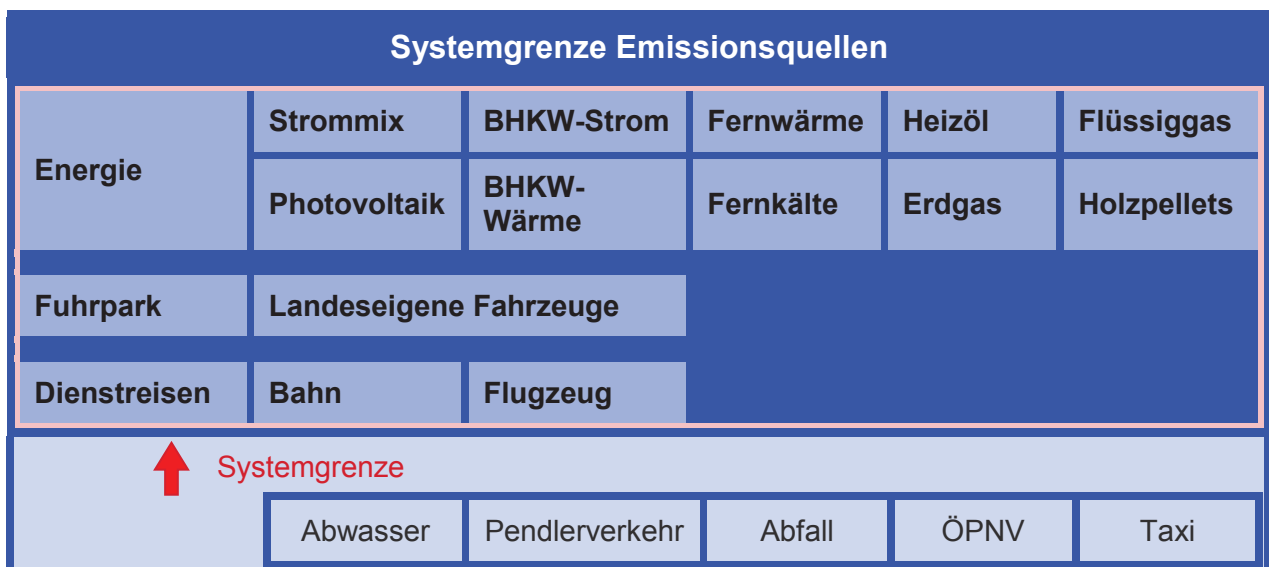 Systemgrenze Emissionsquellen
Energie
Strommix
BHKW-Strom
Fernwärme
Heizöl
Flüssiggas
Photovoltaik
BHKW-
Wärme
Fernkälte
Erdgas
Holzpellets
Fuhrpark
Landeseigene Fahrzeuge
Dienstreisen
Bahn
Flugzeug
Systemgrenze
Abwasser
Pendlerverkehr
Abfall
ÖPNV
Taxi